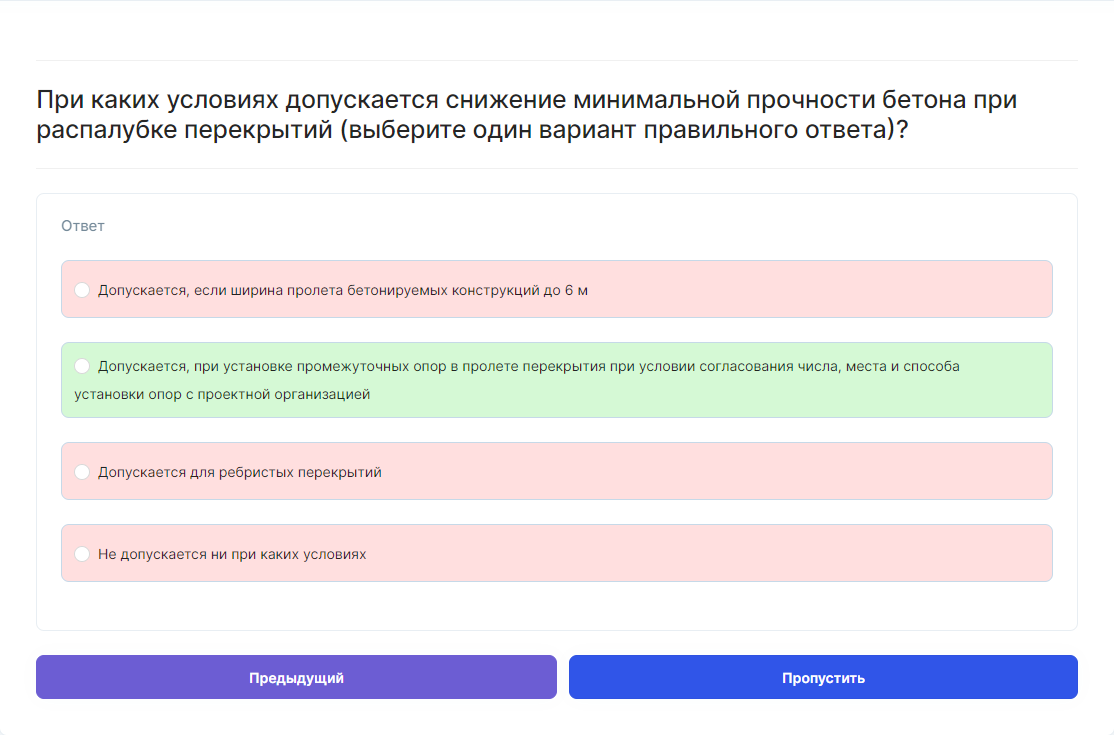 При каких условиях допускается снижение минимальной прочности бетона при
распалубке перекрытий (выберите один вариант правильного ответа)?
Ответ
Допускается, если ширина пролета бетонируемых конструкций до 6 м
Допускается, при установке промежуточных опор в пролете перекрытия при условии согласования числа, места и способа
установки опор с проектной организацией
Допускается для ребристых перекрытий
Не допускается ни при каких условиях
Предыдущий
Пропустить